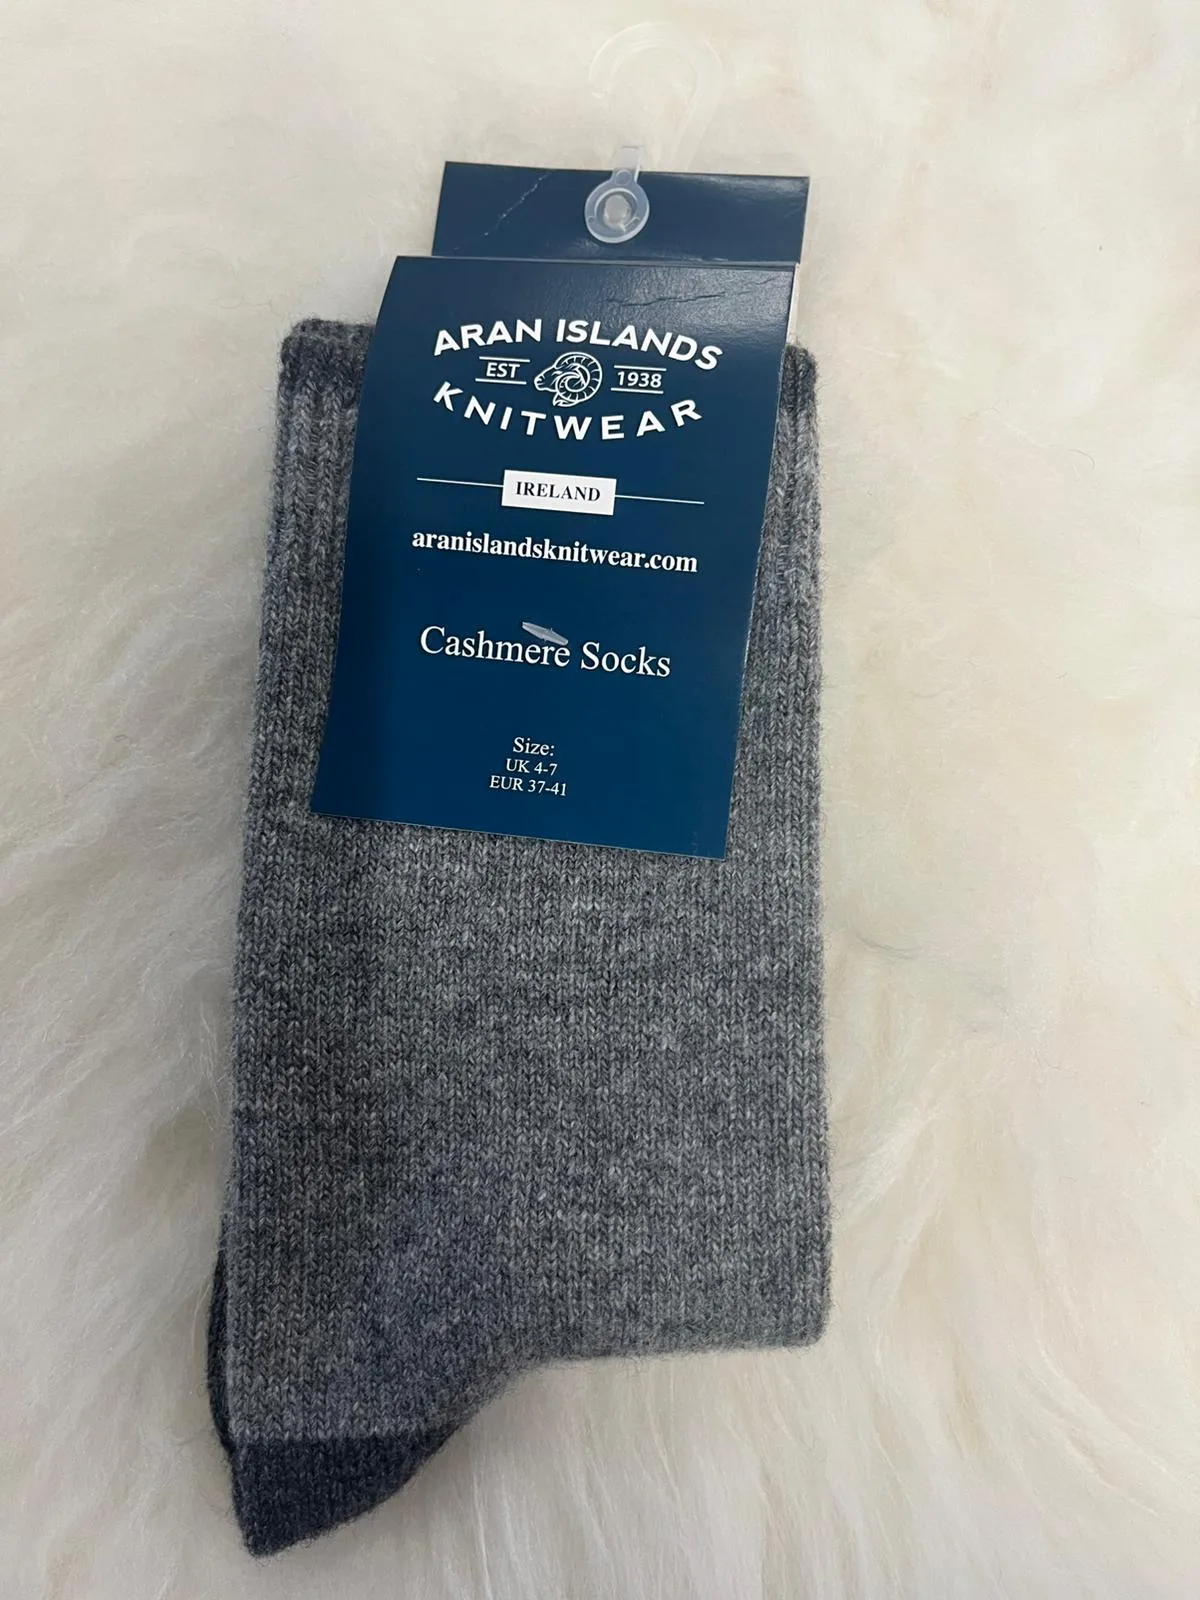 ARAN ISLANDS
EST 1938
KNITWEAR
IRELAND
aranislandsknitwear.com
Cashmere Socks
Size:
UK 4-7
EUR 37-41